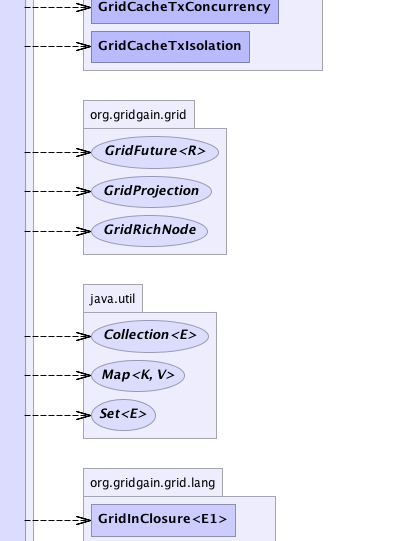 GridCacheTxConcurrency
GridCacheTxIsolation
org.gridgain.grid
GridFuture<R>
GridProjection
GridRichNode
java.util
Collection<E>
Map<K, V>
Set<E>
org.gridgain.grid.lang
GridInClosure<E1>